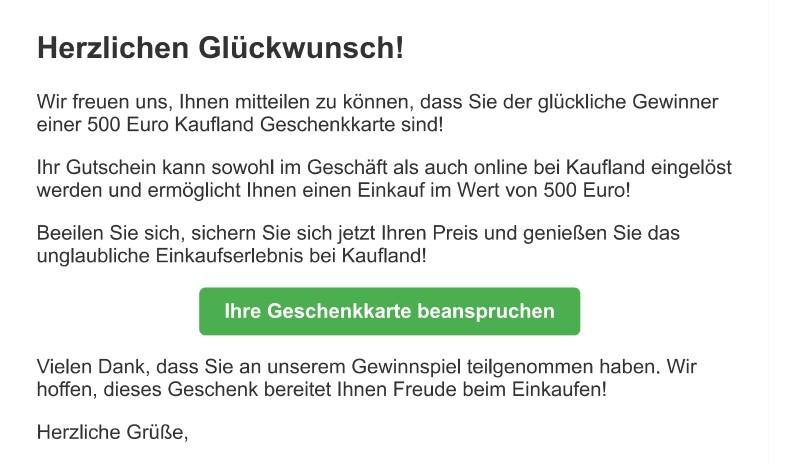 Herzlichen Glückwunsch!
Wir freuen uns, Ihnen mitteilen zu können, dass Sie der glückliche Gewinner
einer 500 Euro Kaufland Geschenkkarte sind!
Ihr Gutschein kann sowohl im Geschäft als auch online bei Kaufland eingelöst
werden und ermöglicht Ihnen einen Einkauf im Wert von 500 Euro!
Beeilen Sie sich, sichern Sie sich jetzt Ihren Preis und genießen Sie das
unglaubliche Einkaufserlebnis bei Kaufland!
Ihre Geschenkkarte beanspruchen
Vielen Dank, dass Sie an unserem Gewinnspiel teilgenommen haben. Wir
hoffen, dieses Geschenk bereitet Ihnen Freude beim Einkaufen!
Herzliche Grüße,